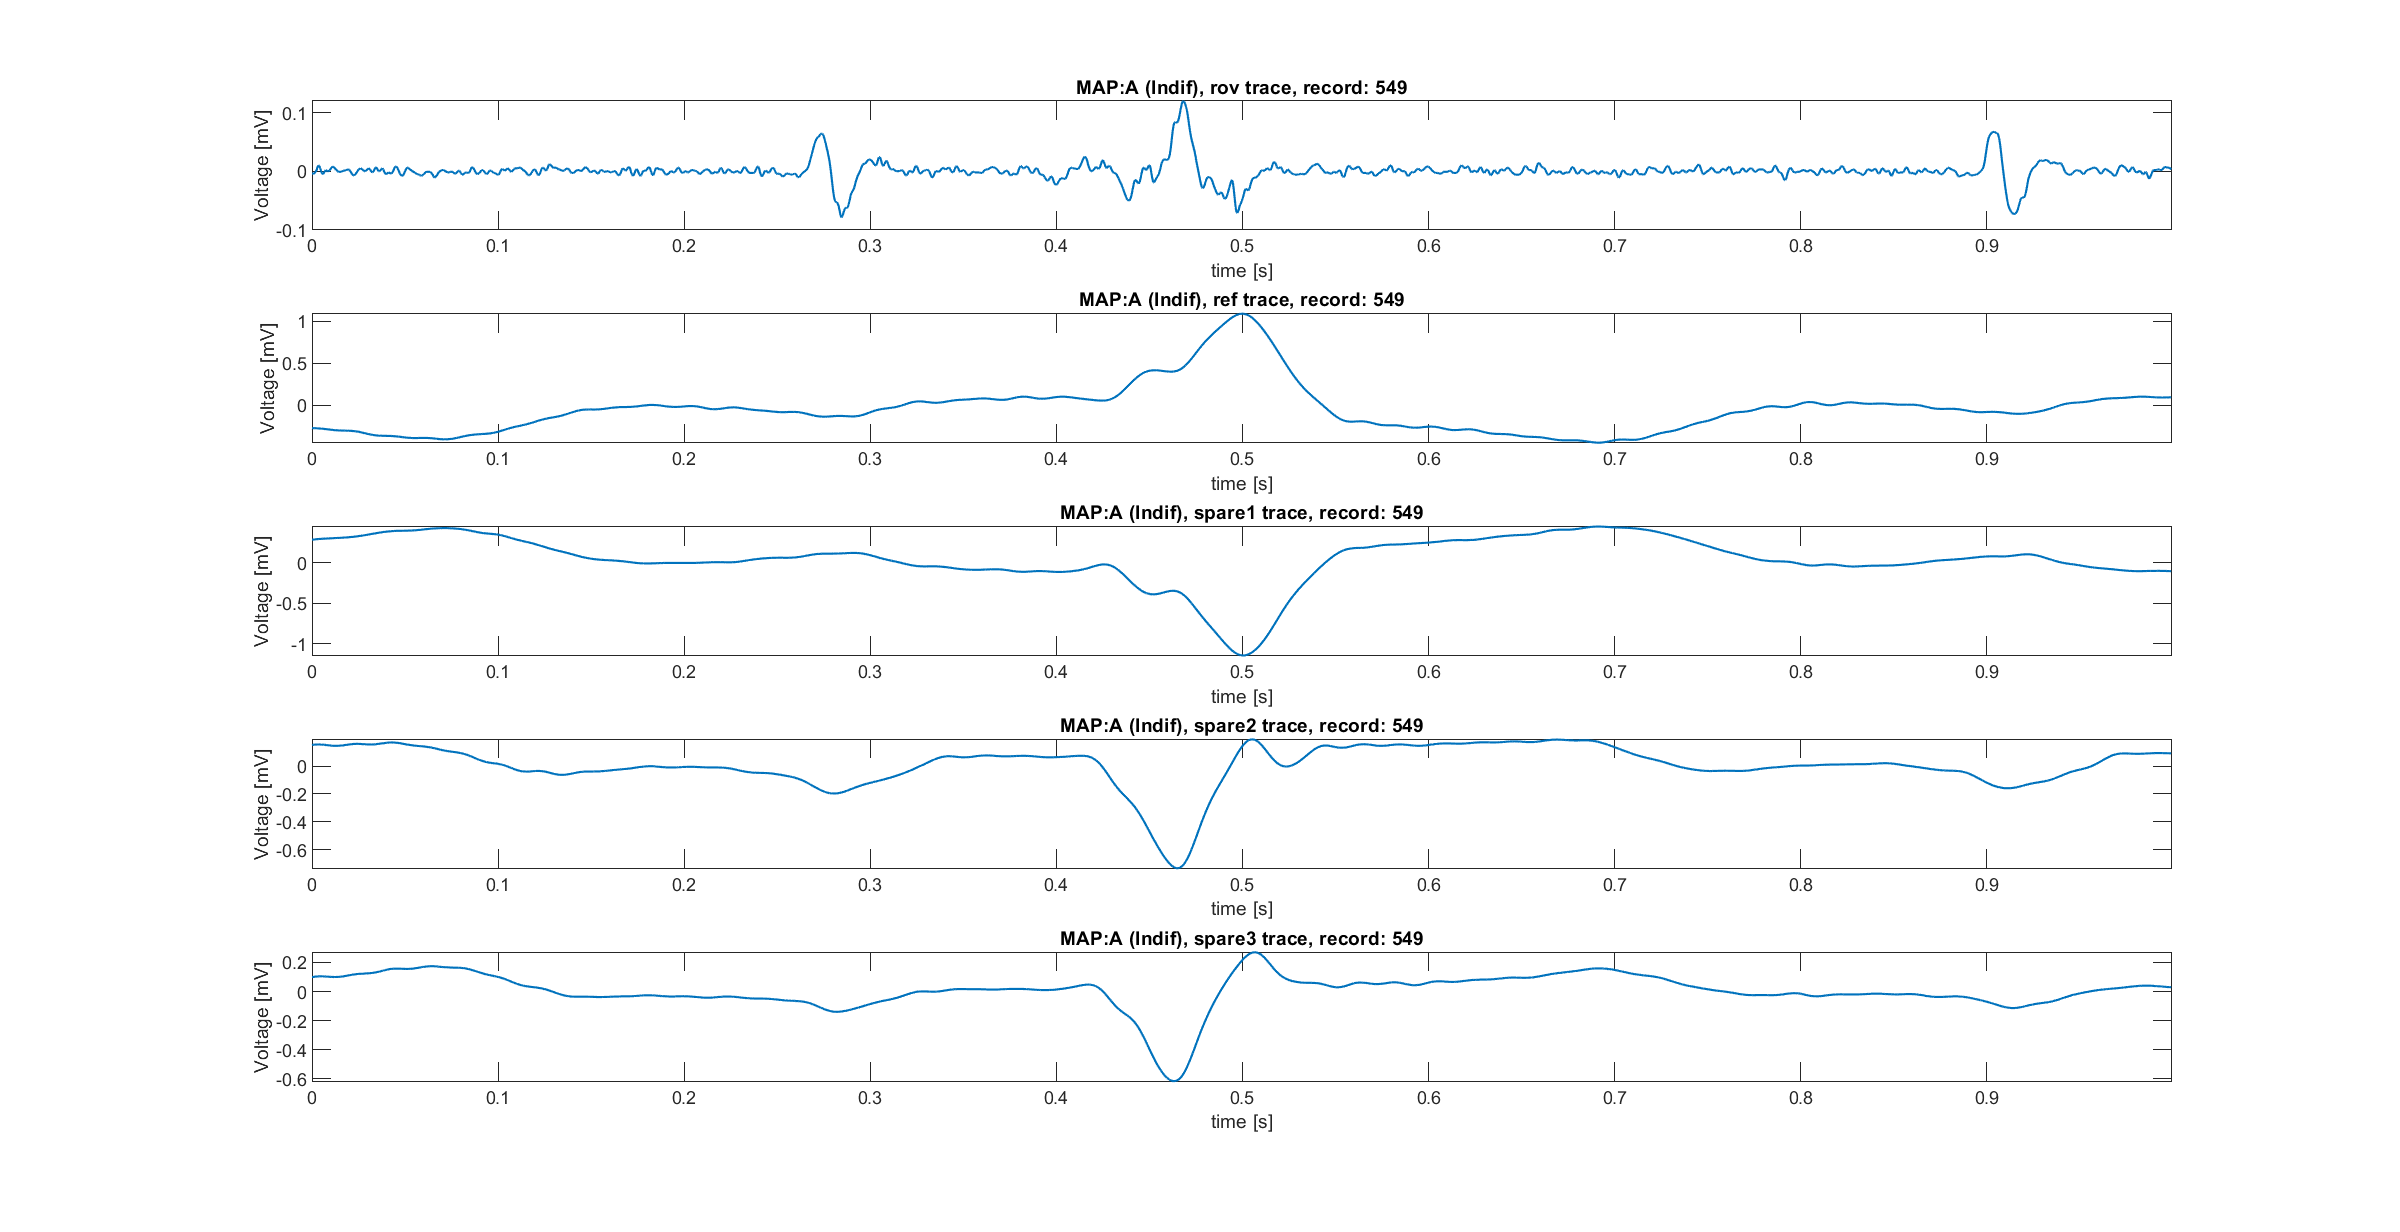 MAP:A (Indif), rov trace, record: 549
Voltage [mV]
0.1
0
-0.1
0 0.1 0.2 0.3 0.4 0.5 0.6 0.7 0.8 0.9
time [s]
MAP:A (Indif), ref trace, record: 549
Voltage [mV]
1
0.5
0
0 0.1 0.2 0.3 0.4 0.5 0.6 0.7 0.8 0.9
time [s]
MAP:A (Indif), spare1 trace, record: 549
Voltage [mV]
0
-0.5
-1
0 0.1 0.2 0.3 0.4 0.5 0.6 0.7 0.8 0.9
time [s]
MAP:A (Indif), spare2 trace, record: 549
Voltage [mV]
0
-0.2
-0.4
-0.6
0 0.1 0.2 0.3 0.4 0.5 0.6 0.7 0.8 0.9
time [s]
MAP:A (Indif), spare3 trace, record: 549
Voltage [mV]
0.2
0
-0.2
-0.4
-0.6
0 0.1 0.2 0.3 0.4 0.5 0.6 0.7 0.8 0.9
time [s]